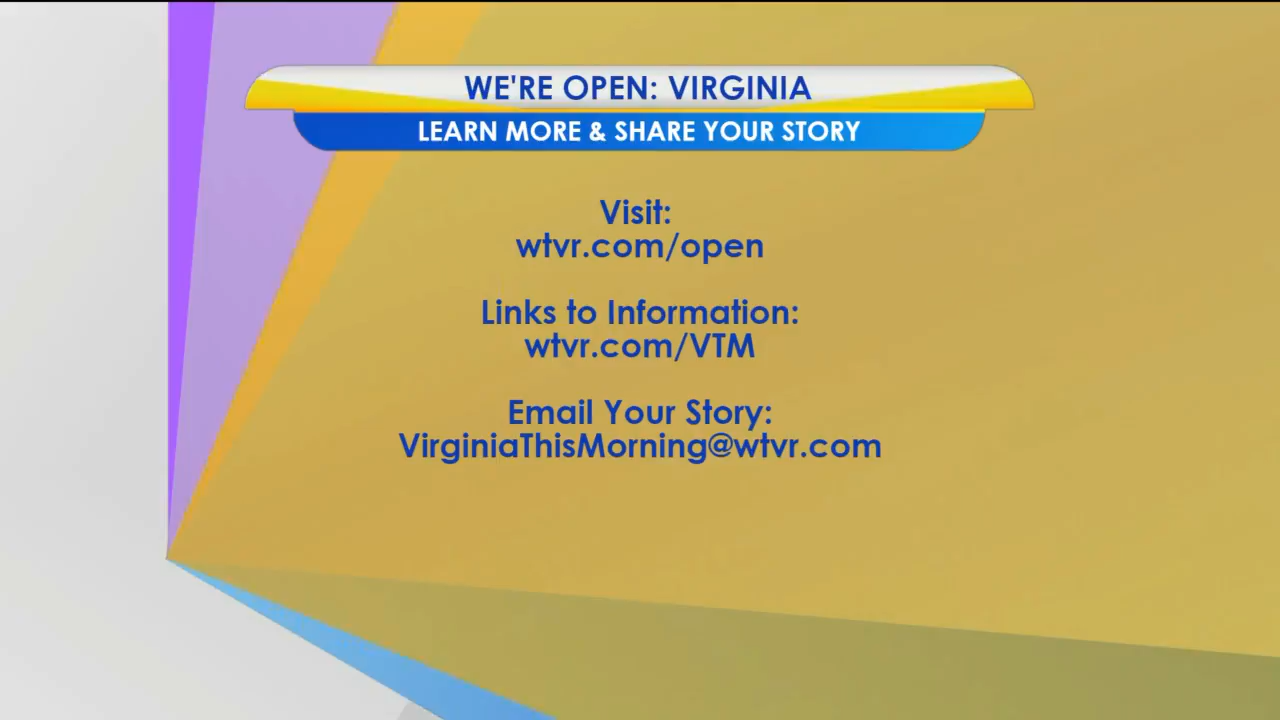 WE'RE OPEN: VIRGINIA
LEARN MORE & SHARE YOUR STORY
Visit:
wtvr.com/open
Links to Information:
wtvr.com/VTM
Email Your Story:
VirginiaThisMorning@wtvr.com